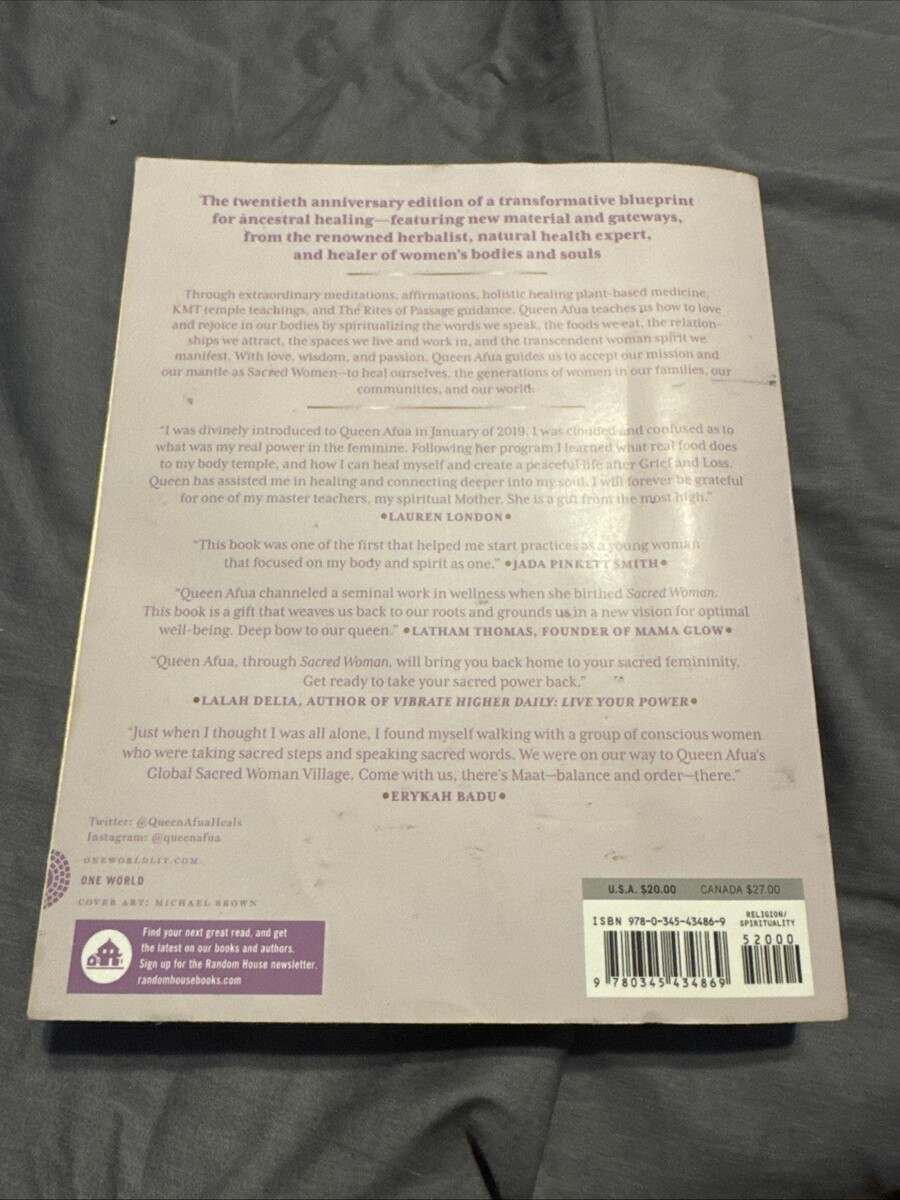 The twentieth anniversary edition of a transformative blueprint
for ancestral healing—featuring new material and gateways,
from the renowned herbalist, natural health expert,
and healer of women's bodies and souls
Through extraordinary meditations, affirmations, holistic healing plant-based medicine,
KMT temple teachings, and The Rites of Passage guidance, Queen Afua teaches us how to love
and rejoice in our bodies by spiritualizing the words we speak, the foods we eat, the relation-
ships we attract, the spaces we live and work in, and the transcendent woman spirit we
manifest. With love, wisdom, and passion, Queen Afua guides us to accept our mission and
our mantle as Sacred Women—to heal ourselves, the generations of women in our families, our
communities, and our world.
"I was divinely introduced to Queen Afua in January of 2019. I was clouded and confused as to
what was my real power in the feminine. Following her program I learned what real food does
to my body temple, and how I can heal myself and create a peaceful life after Grief and Loss.
Queen has assisted me in healing and connecting deeper into my soul. I will forever be grateful
for one of my master teachers, my spiritual Mother. She is a gift from the most high."
•LAUREN LONDON•
"This book was one of the first that helped me start practices as a young woman
that focused on my body and spirit as one." •JADA PINKETT SMITH•
"Queen Afua channeled a seminal work in wellness when she birthed Sacred Woman.
This book is a gift that weaves us back to our roots and grounds us in a new vision for optimal
well-being. Deep bow to our queen." •LATHAM THOMAS, FOUNDER OF MAMA GLOW•
"Queen Afua, through Sacred Woman, will bring you back home to your sacred femininity.
Get ready to take your sacred power back."
•LALAH DELIA, AUTHOR OF VIBRATE HIGHER DAILY: LIVE YOUR POWER•
"Just when I thought I was all alone, I found myself walking with a group of conscious women
who were taking sacred steps and speaking sacred words. We were on our way to Queen Afua's
Global Sacred Woman Village. Come with us, there's Maat—balance and order—there."
•ERYKAH BADU•
Twitter: @QueenAfuaHeals
Instagram: @queenafua
ONEWORLDLIT.COM
ONE WORLD
COVER ART: MICHAEL BROWN
Find your next great read, and get
the latest on our books and authors.
Sign up for the Random House newsletter.
randomhousebooks.com
U.S.A. $20.00 CANADA $27.00
ISBN 978-0-345-43486-9
RELIGION/
SPIRITUALITY
52000
9 780345 434869